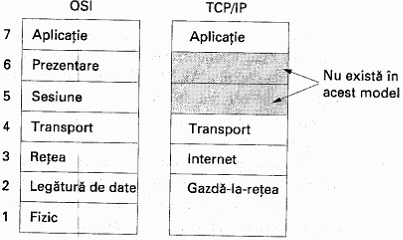 OSI TCP/IP
7 Aplicație Aplicație
6 Prezentare
Nu există în
acest model
5 Sesiune
4 Transport Transport
3 Rețea Internet
2 Legătură de date Gazdă-la-rețea
1 Fizic